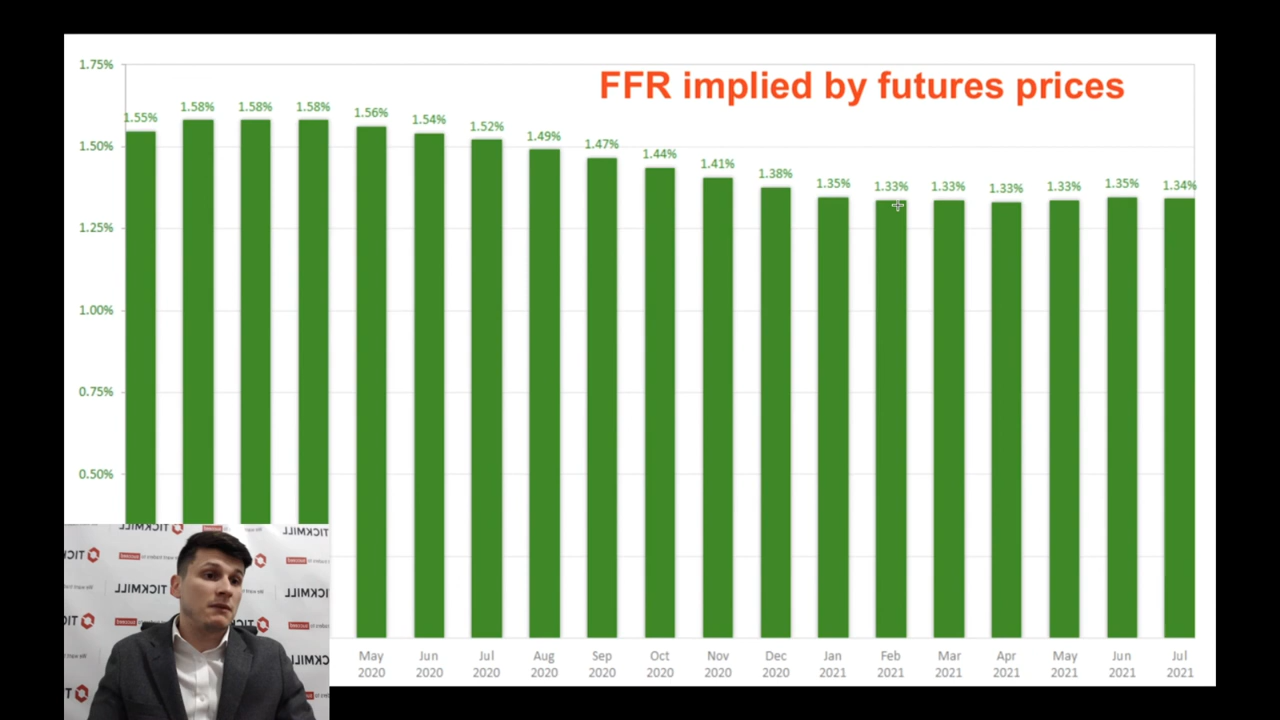 FFR implied by futures prices
1.75%
1.50%
1.25%
1.00%
0.75%
0.50%
1.55%
1.58%
1.58%
1.58%
1.56%
1.54%
1.52%
1.49%
1.47%
1.44%
1.41%
1.38%
1.35%
1.33%
1.33%
1.33%
1.33%
1.35%
1.34%
May 2020
Jun 2020
Jul 2020
Aug 2020
Sep 2020
Oct 2020
Nov 2020
Dec 2020
Jan 2021
Feb 2021
Mar 2021
Apr 2021
May 2021
Jun 2021
Jul 2021
TICKMILL
TICKMILL
TICKMILL
TICKMILL